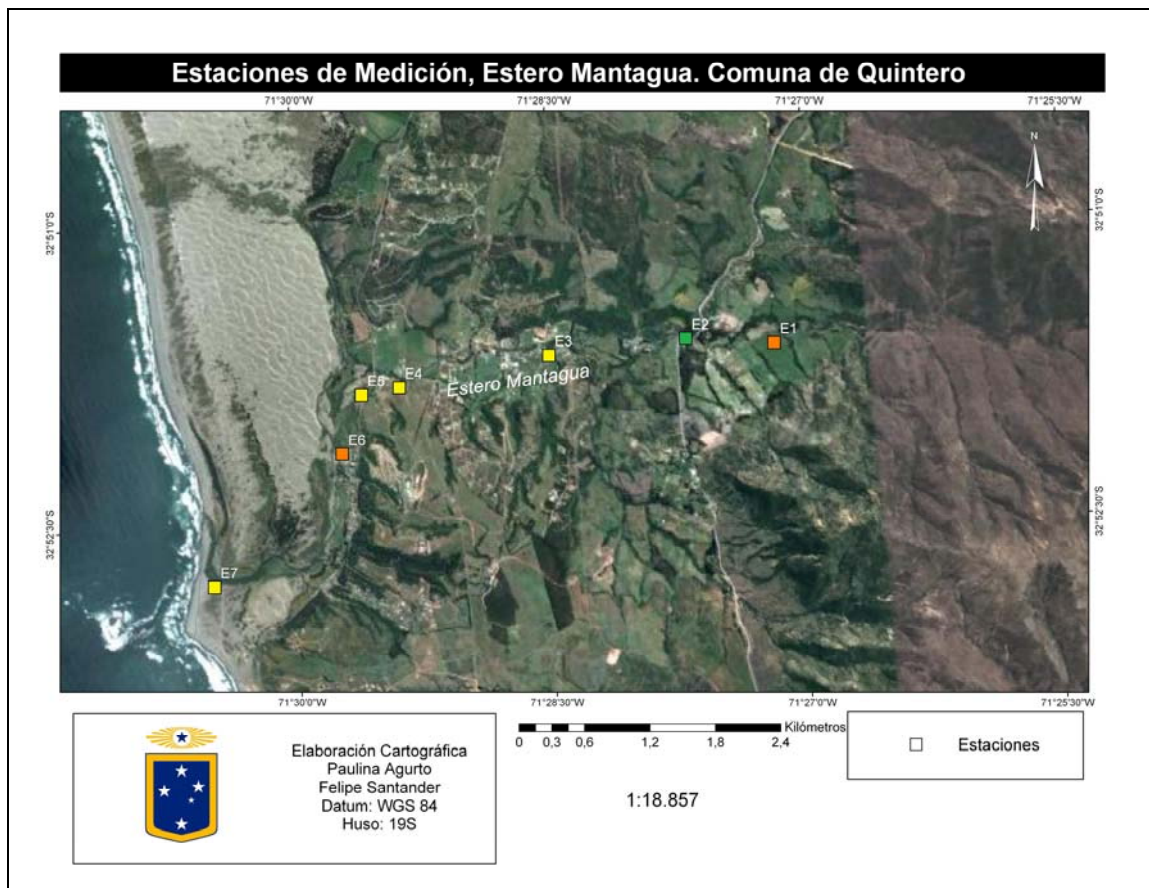 Estaciones de Medición, Estero Mantagua. Comuna de Quintero
71°30'0"W 71°28'30"W 71°27'0"W 71°25'30"W
N
32°51'0"S 32°51'0"S
E2 E1
E3
Estero Mantagua
E5 E4
E6
32°52'30"S 32°52'30"S
E7
71°30'0"W 71°28'30"W 71°27'0"W 71°25'30"W
Elaboración Cartográfica
Paulina Agurto
Felipe Santander
Datum: WGS 84
Huso: 19S
Kilómetros
0 0,3 0,6 1,2 1,8 2,4
1:18.857
Estaciones